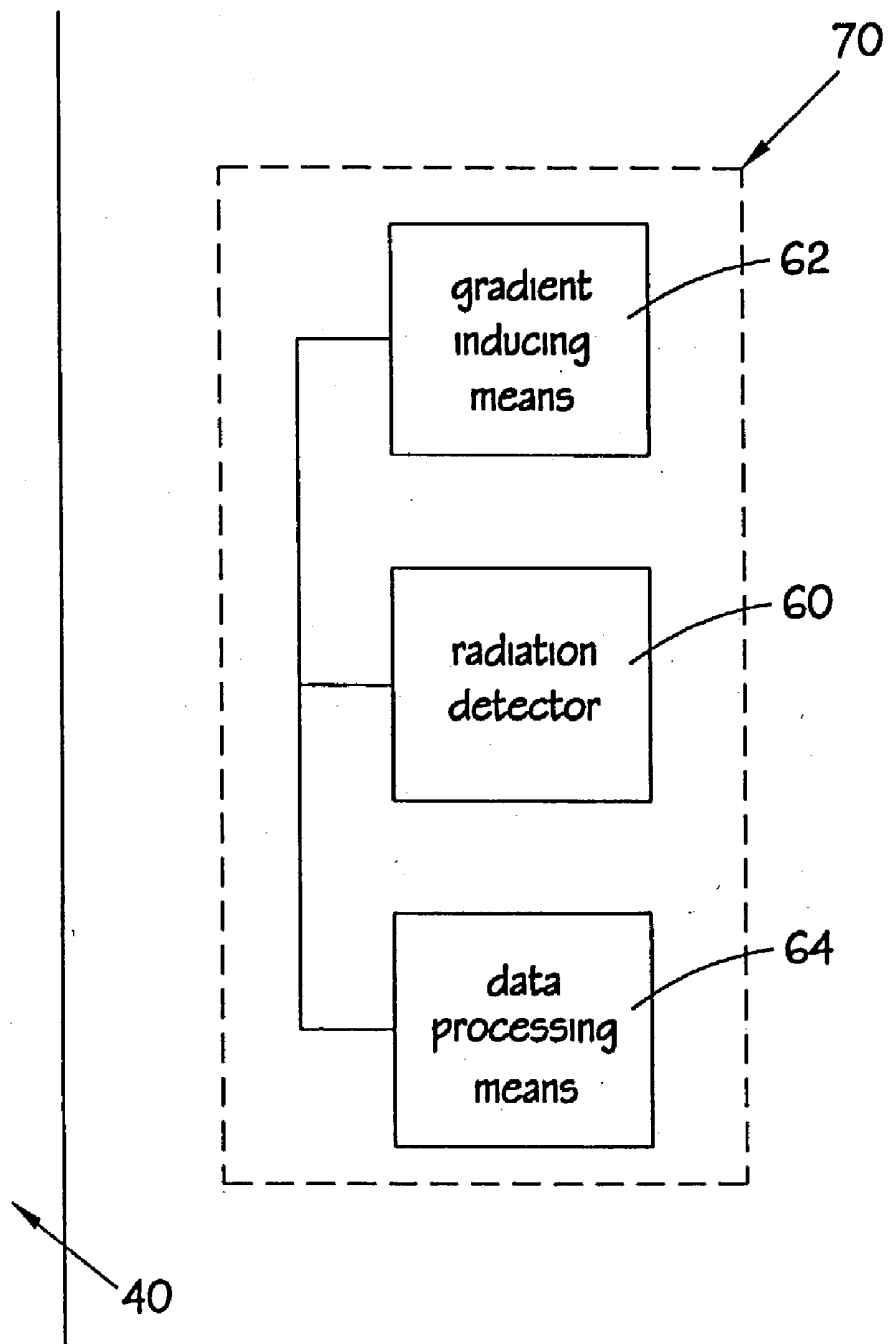 70
gradient
inducing
means
62
radiation
detector
60
data
processing
means
64
40